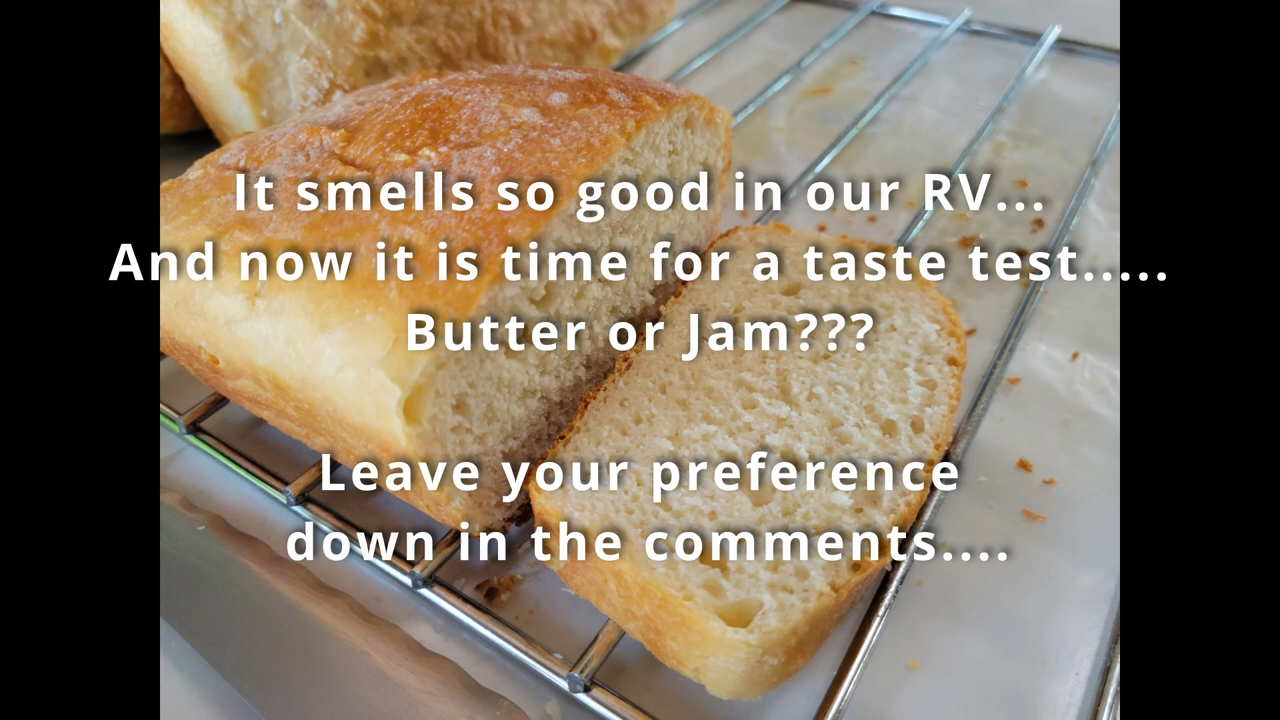 It smells so good in our RV...
And now it is time for a taste test.....
Butter or Jam???
Leave your preference
down in the comments....